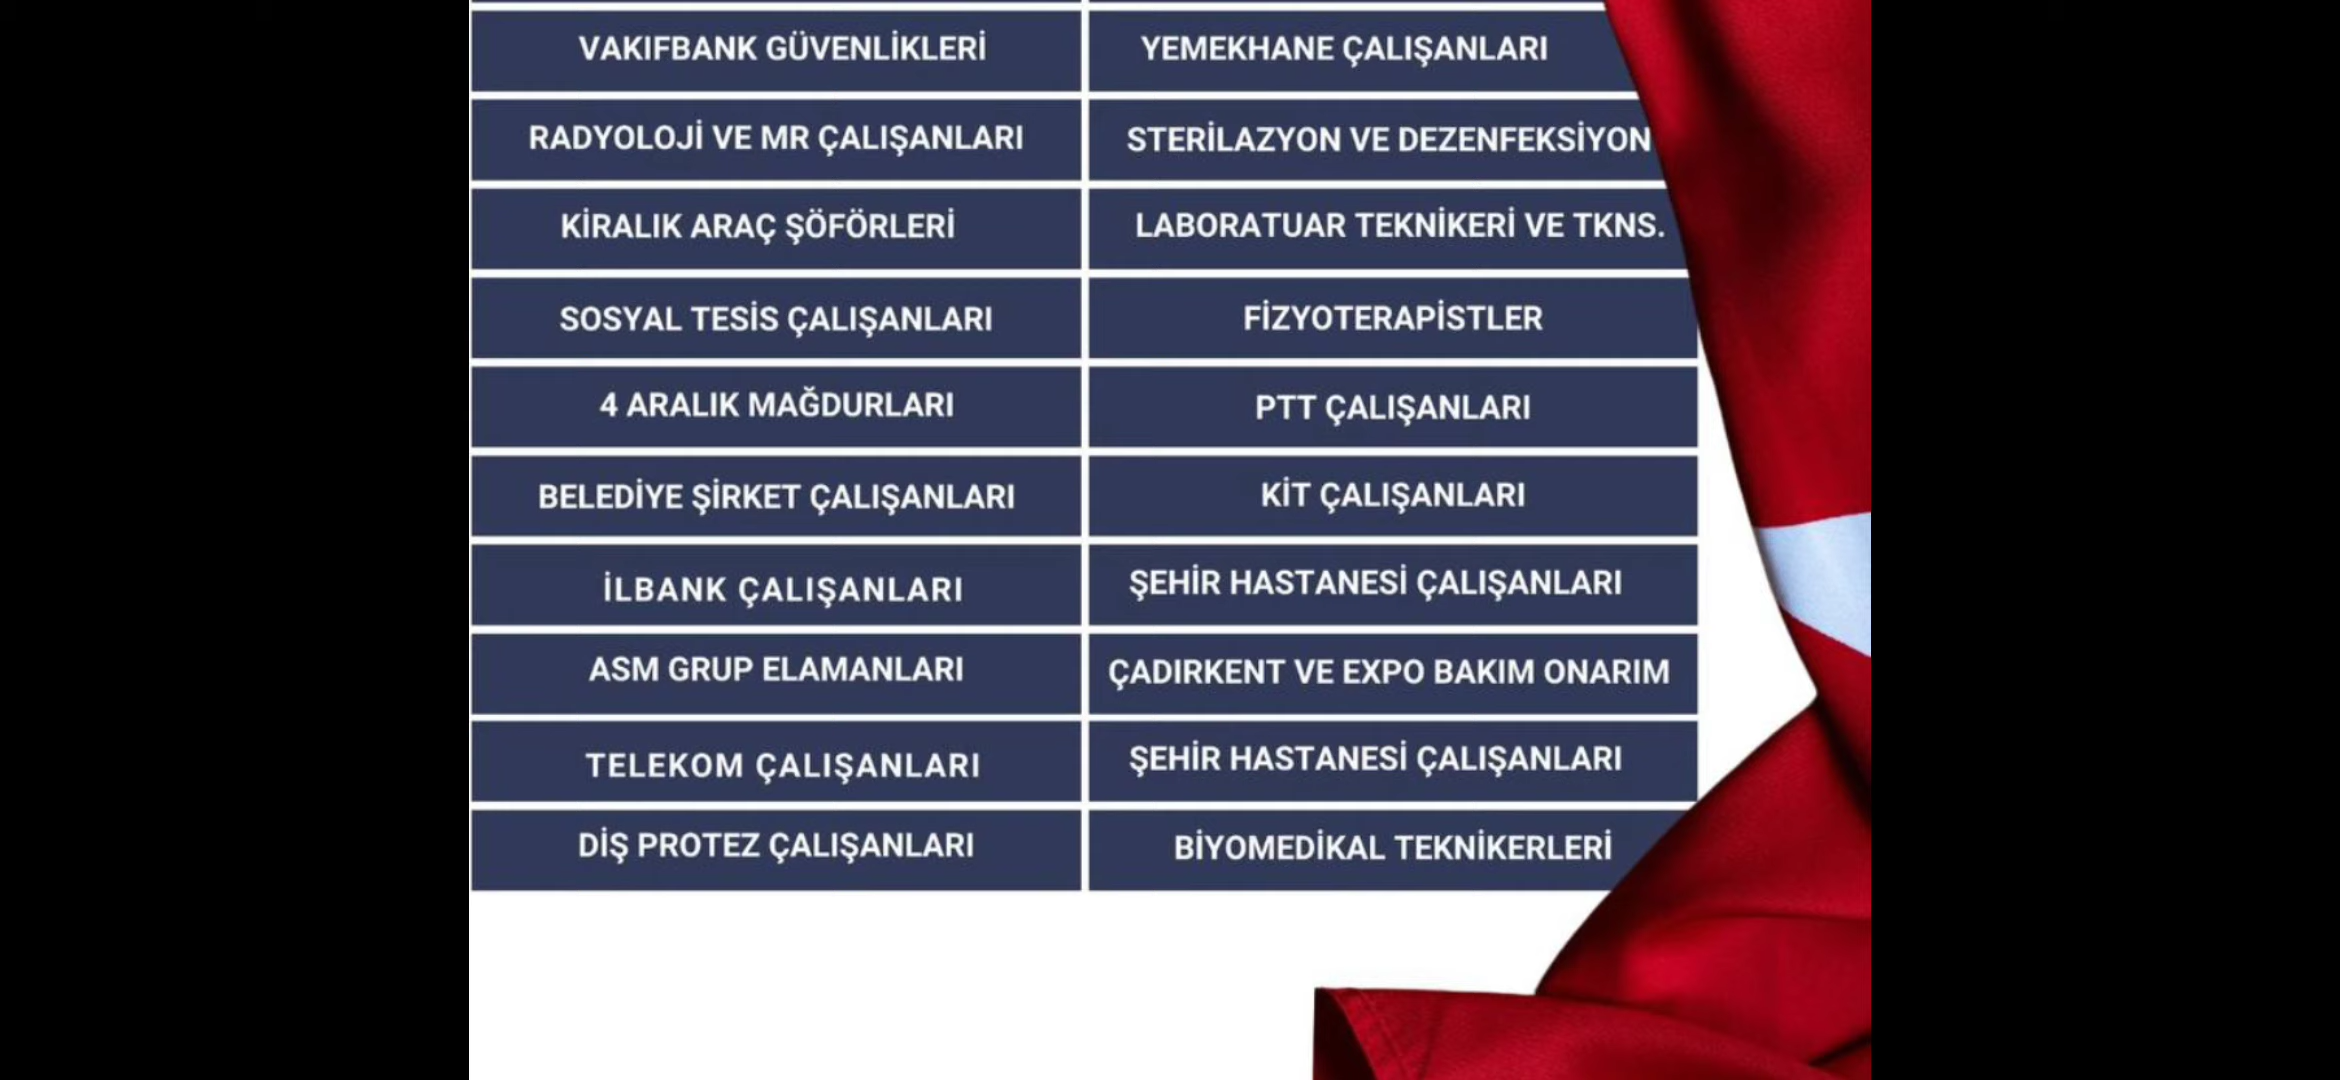 VAKIFBANK GÜVENLİKLERİ
YEMEKHANE ÇALIŞANLARI
RADYOLOJİ VE MR ÇALIŞANLARI
STERİLAZYON VE DEZENFEKSİYON
KİRALIK ARAÇ ŞÖFÖRLERİ
LABORATUAR TEKNİKERİ VE TKNS.
SOSYAL TESİS ÇALIŞANLARI
FİZYOTERAPİSTLER
4 ARALIK MAĞDURLARI
PTT ÇALIŞANLARI
BELEDİYE ŞİRKET ÇALIŞANLARI
KİT ÇALIŞANLARI
İLBANK ÇALIŞANLARI
ŞEHİR HASTANESİ ÇALIŞANLARI
ASM GRUP ELAMANLARI
ÇADIRKENT VE EXPO BAKIM ONARIM
TELEKOM ÇALIŞANLARI
ŞEHİR HASTANESİ ÇALIŞANLARI
DİŞ PROTEZ ÇALIŞANLARI
BİYOMEDİKAL TEKNİKERLERİ